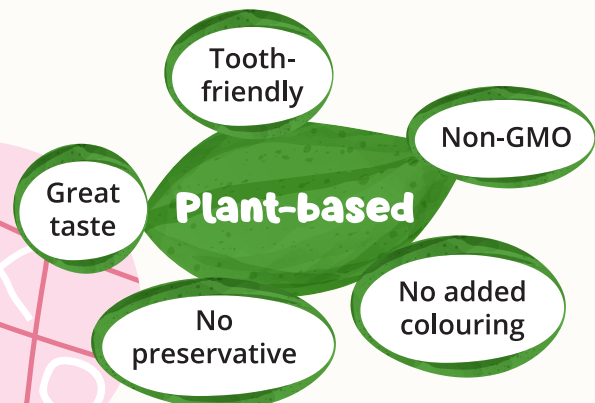 Tooth-
friendly
Non-GMO
Great
taste
Plant-based
No added
colouring
No
preservative